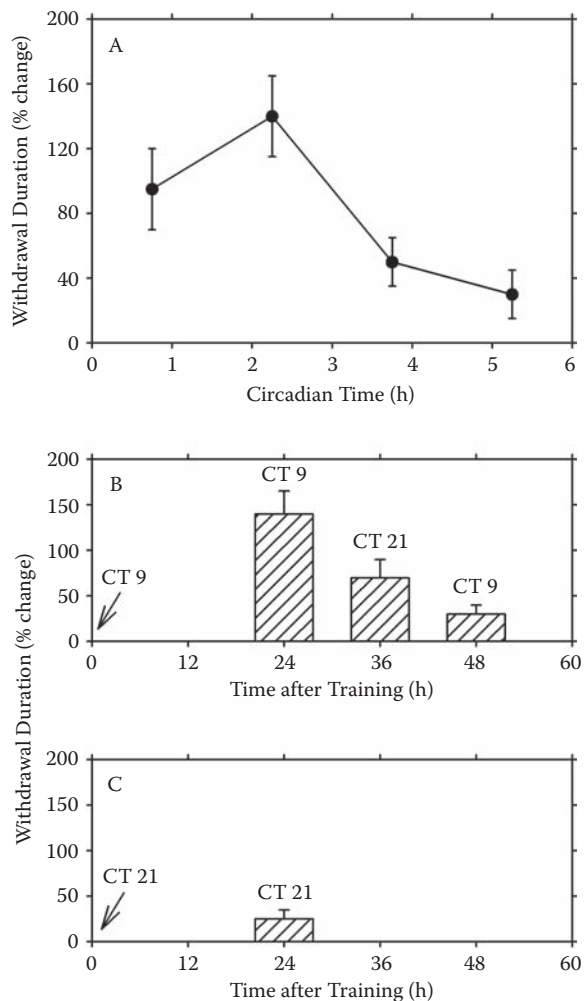 A
Withdrawal Duration (% change)
200
160
120
80
40
0
0 1 2 3 4 5 6
Circadian Time (h)
B
Withdrawal Duration (% change)
200
150
100
50
0
CT 9
CT 9
CT 21
CT 9
0 12 24 36 48 60
Time after Training (h)
C
200
150
100
50
0
CT 21
CT 21
0 12 24 36 48 60
Time after Training (h)